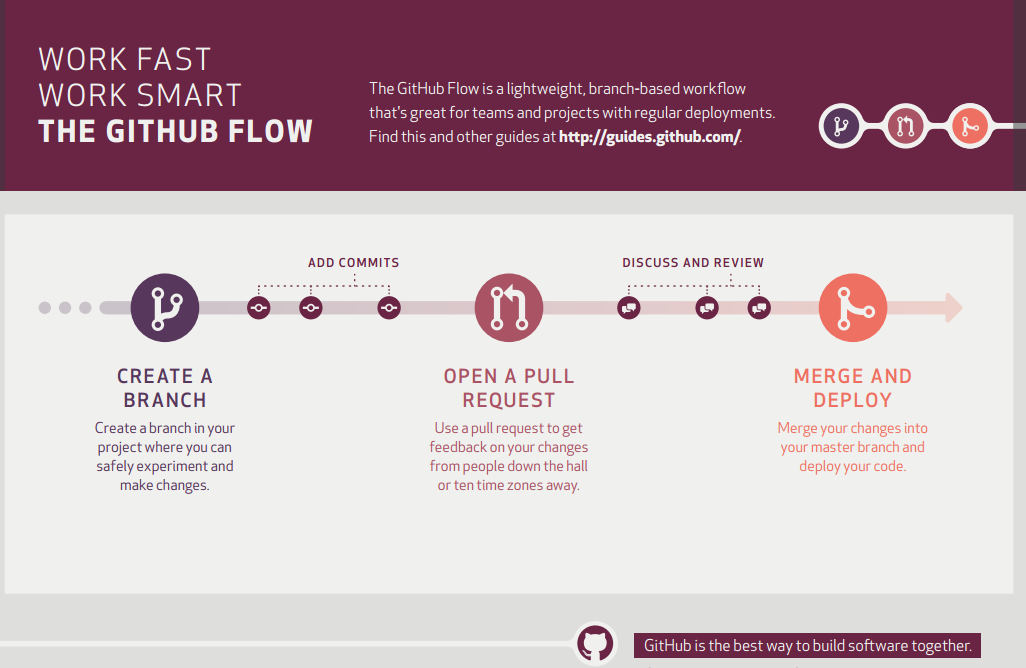 WORK FAST
WORK SMART
THE GITHUB FLOW
The GitHub Flow is a lightweight, branch-based workflow
that's great for teams and projects with regular deployments.
Find this and other guides at http://guides.github.com/.
ADD COMMITS
DISCUSS AND REVIEW
CREATE A
BRANCH
Create a branch in your
project where you can
safely experiment and
make changes.
OPEN A PULL
REQUEST
Use a pull request to get
feedback on your changes
from people down the hall
or ten time zones away.
MERGE AND
DEPLOY
Merge your changes into
your master branch and
deploy your code.
GitHub is the best way to build software together.